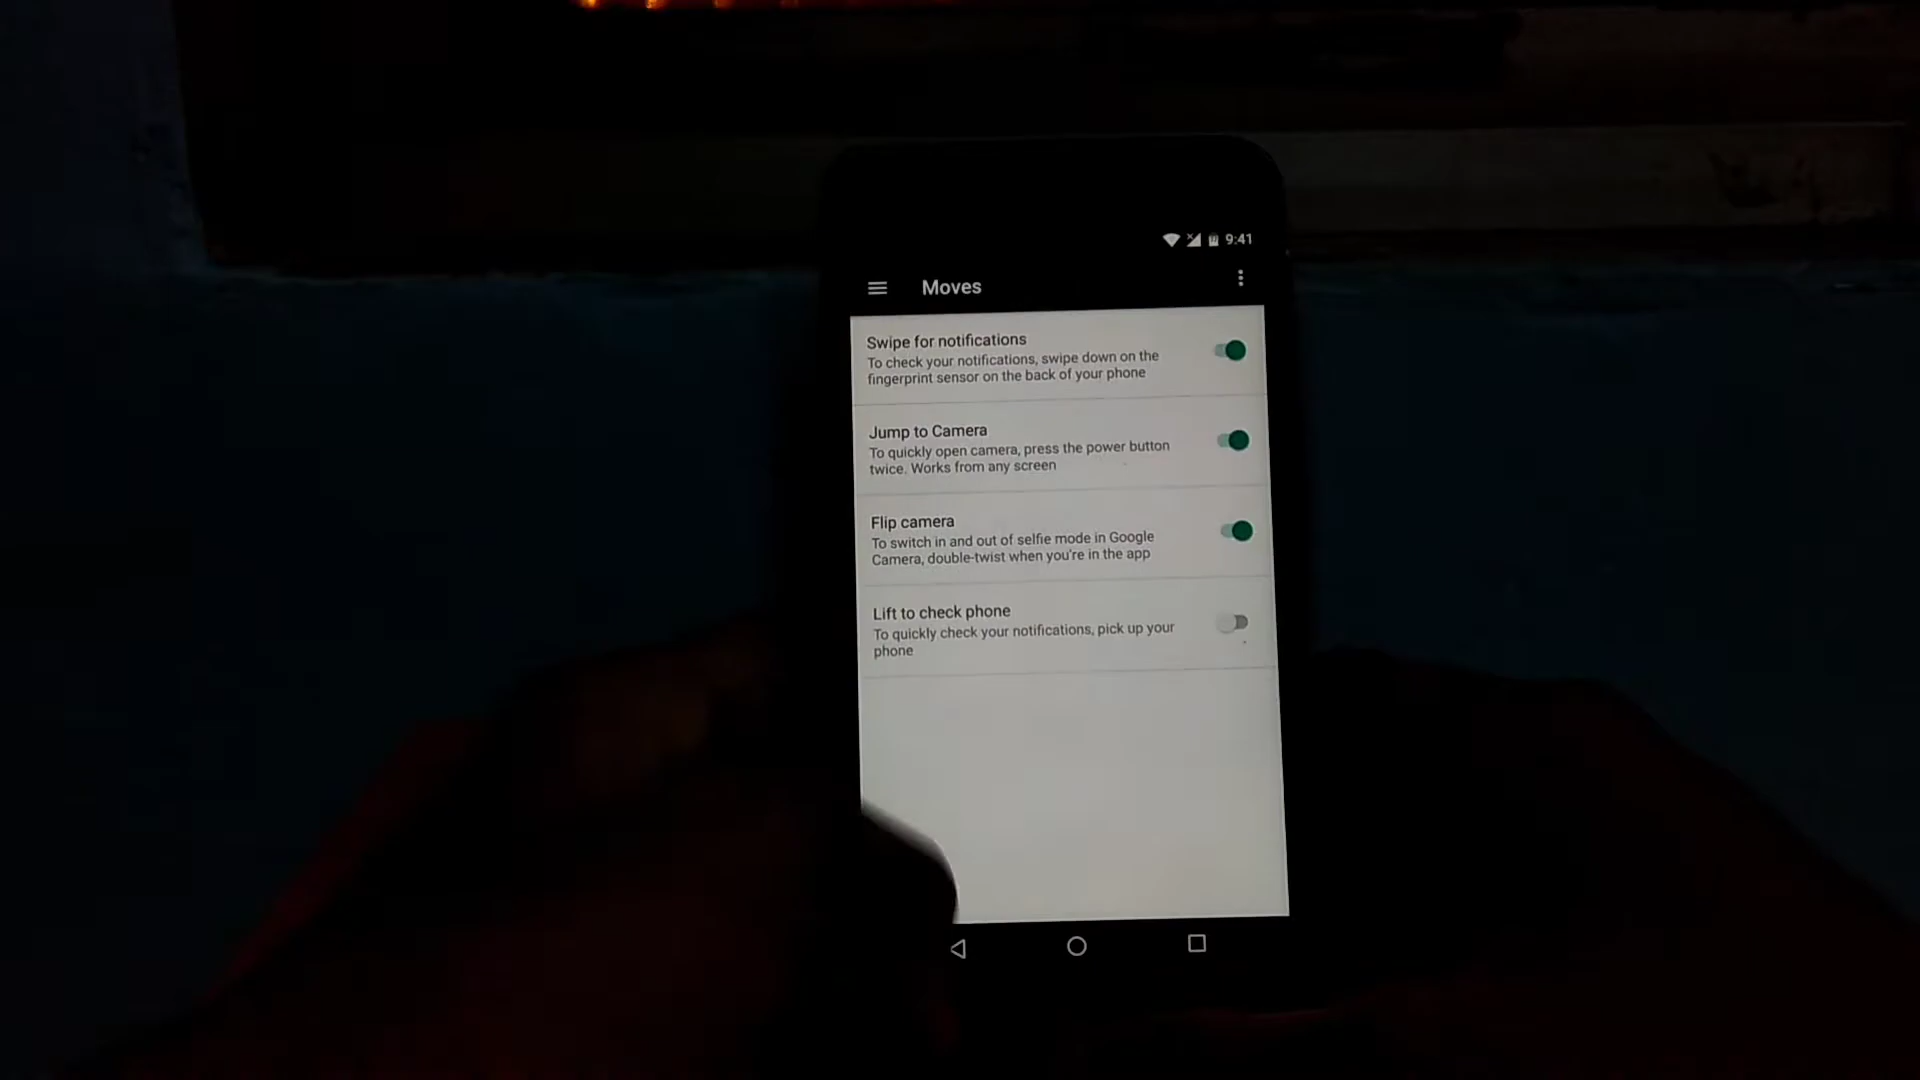 9:41
Moves
Swipe for notifications
To check your notifications, swipe down on the
fingerprint sensor on the back of your phone
Jump to Camera
To quickly open camera, press the power button
twice. Works from any screen
Flip camera
To switch in and out of selfie mode in Google
Camera, double-twist when you're in the app
Lift to check phone
To quickly check your notifications, pick up your
phone